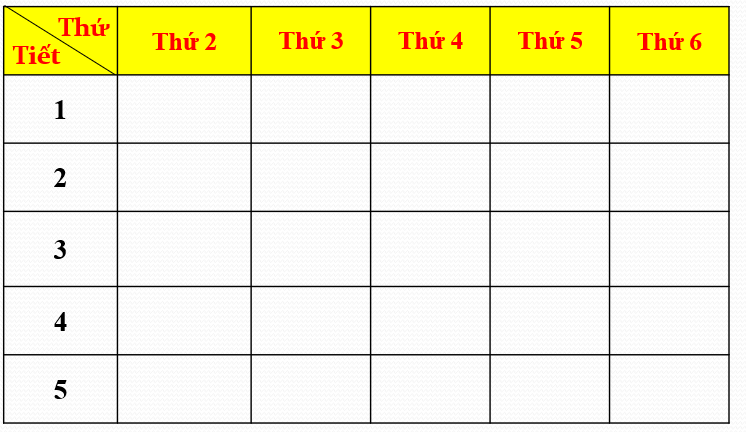 Thứ
Tiết
Thứ 2
Thứ 3
Thứ 4
Thứ 5
Thứ 6
1
2
3
4
5